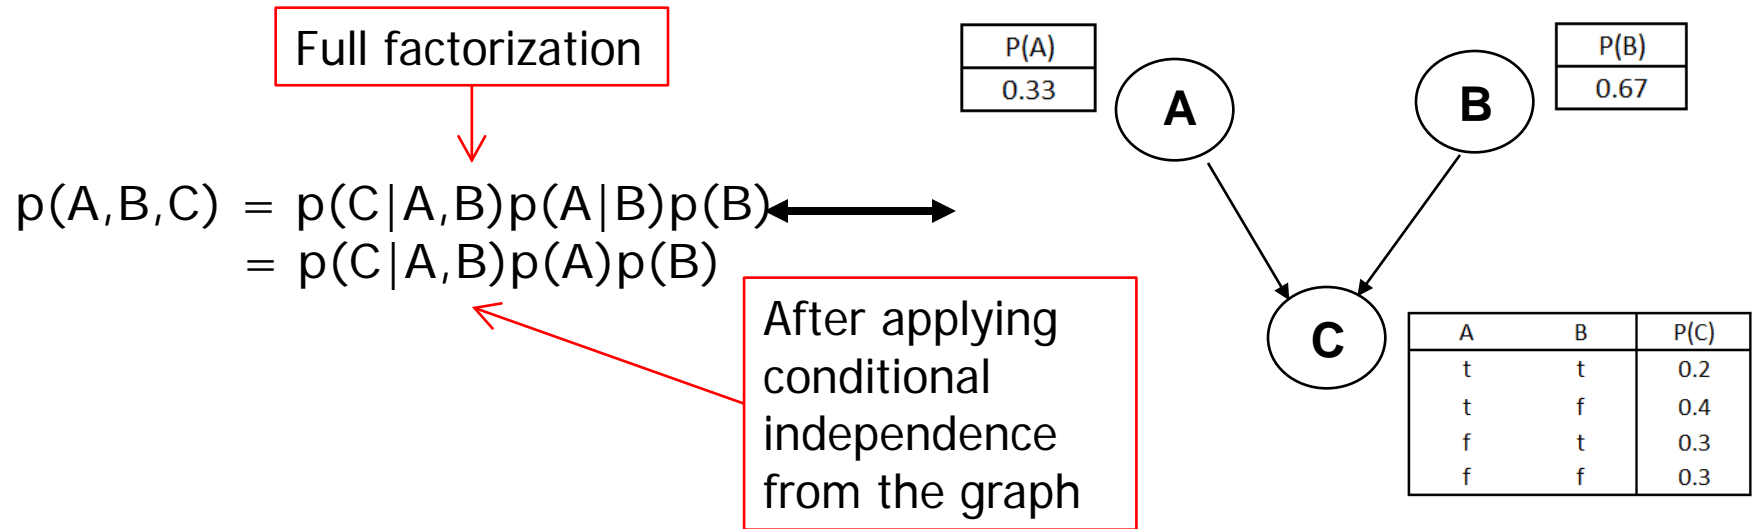 Full factorization
p(A,B,C) = p(C|A,B)p(A|B)p(B)
= p(C|A,B)p(A)p(B)
After applying
conditional
independence
from the graph
P(A)
0.33
A
B
P(B)
0.67
C
A B P(C)
t t 0.2
t f 0.4
f t 0.3
f f 0.3